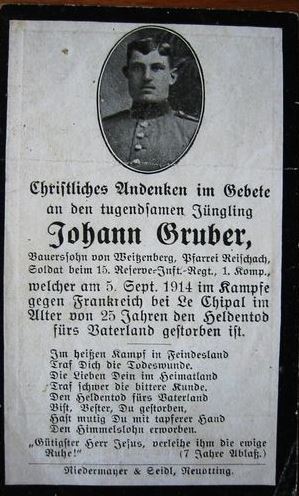 Christliches Andenken im Gebete
an den tugendsamen Jüngling
Johann Gruber,
Bauerssohn von Weitzenberg, Pfarrei Reischach,
Soldat beim 15. Reserve-Inft.-Regt., 1. Komp.,
welcher am 5. Sept. 1914 im Kampfe
gegen Frankreich bei Le Chipal im
Alter von 25 Jahren den Heldentod
fürs Vaterland gestorben ist.
Im heißen Kampf in Feindesland
Traf Dich die Todeswunde.
Die Lieben Dein im Heimatland
Traf schwer die bittere Kunde.
Den Heldentod fürs Vaterland
Bist, Bester, Du gestorben,
Hast mutig Du mit tapferer Hand
Den Himmelslohn erworben.
„Gütigster Herr Jesus, verleihe ihm die ewige
Ruhe!“ (7 Jahre Ablaß.)
Niedermayer & Seidl, Neuötting.